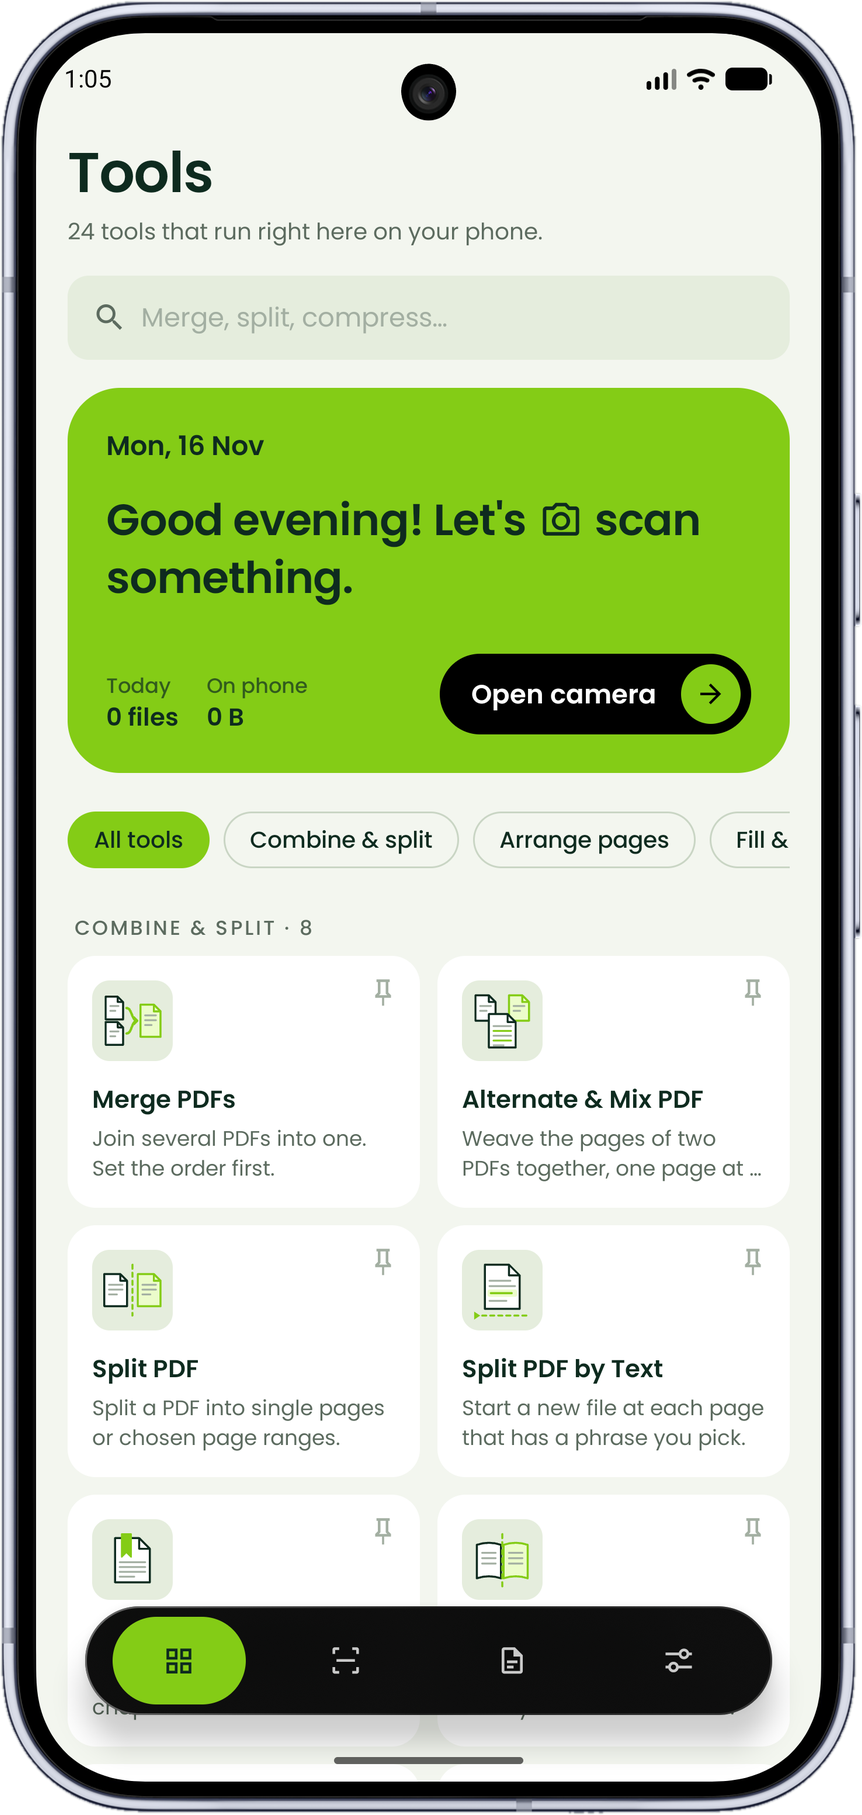 1:05
Tools
24 tools that run right here on your phone.
Merge, split, compress...
Mon, 16 Nov
Good evening! Let's scan
something.
Today On phone
0 files 0 B
Open camera
All tools Combine & split Arrange pages Fill &
COMBINE & SPLIT · 8
Merge PDFs
Join several PDFs into one.
Set the order first.
Alternate & Mix PDF
Weave the pages of two
PDFs together, one page at ...
Split PDF
Split a PDF into single pages
or chosen page ranges.
Split PDF by Text
Start a new file at each page
that has a phrase you pick.